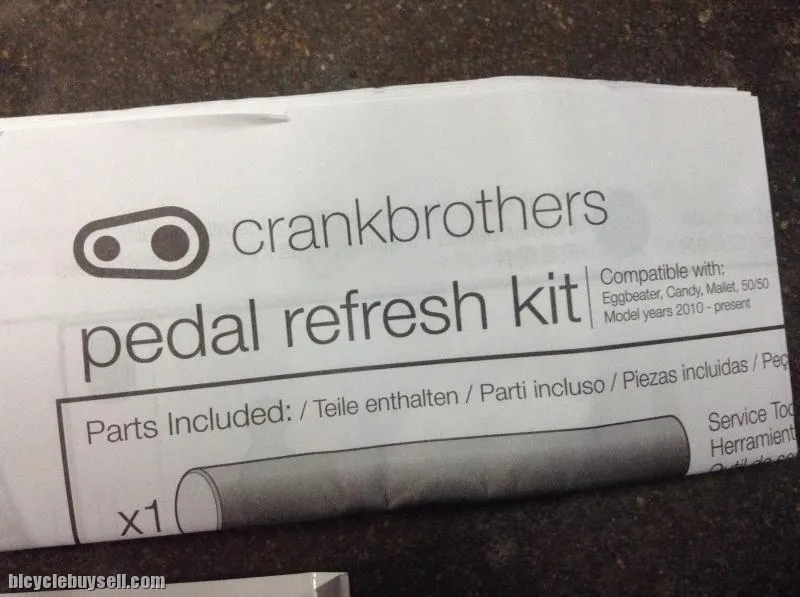 crankbrothers
pedal refresh kit
Compatible with:
Eggbeater, Candy, Mallet, 50/50
Model years 2010 - present
Parts Included: / Teile enthalten / Parti incluso / Piezas incluidas /
Service
x1
bicyclebuysell.com